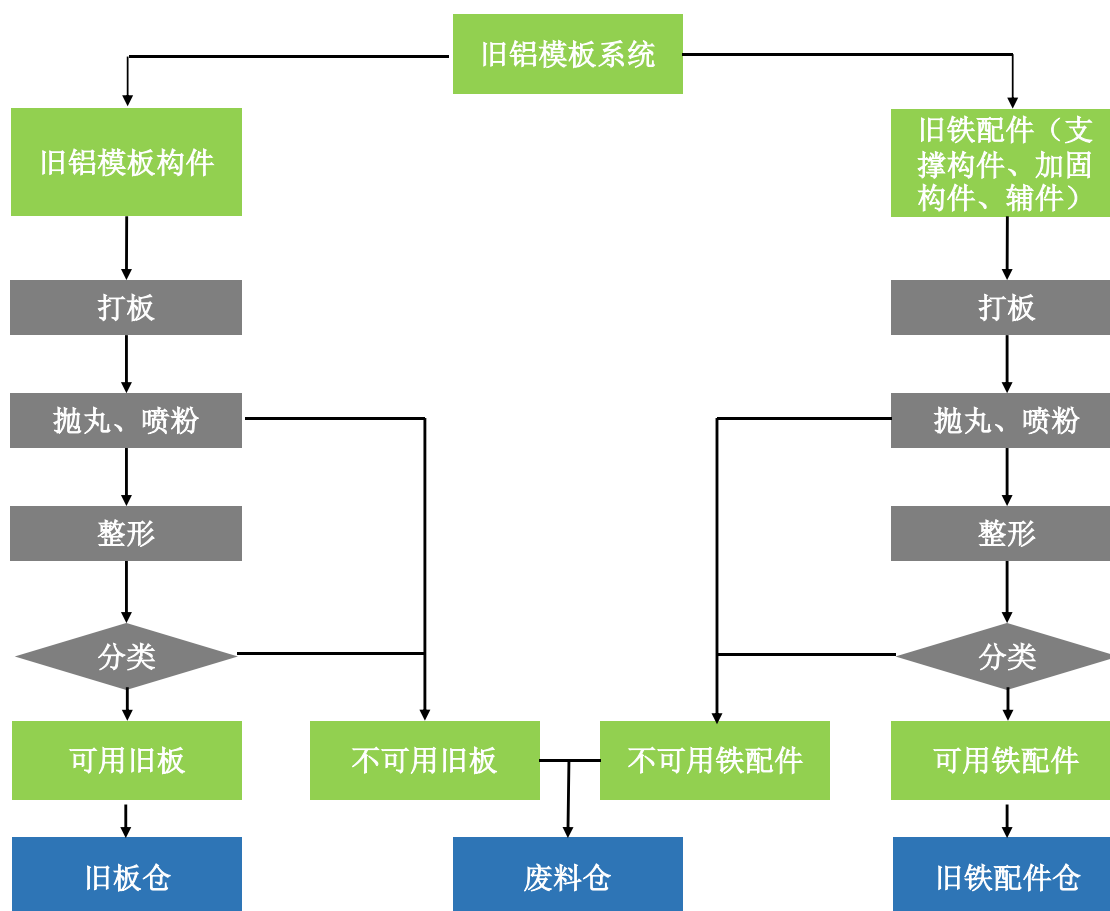 旧铝模板系统
旧铝模板构件
旧铁配件（支
撑构件、加固
构件、辅件）
打板
打板
抛丸、喷粉
抛丸、喷粉
整形
整形
分类
分类
可用旧板
不可用旧板
不可用铁配件
可用铁配件
旧板仓
废料仓
旧铁配件仓